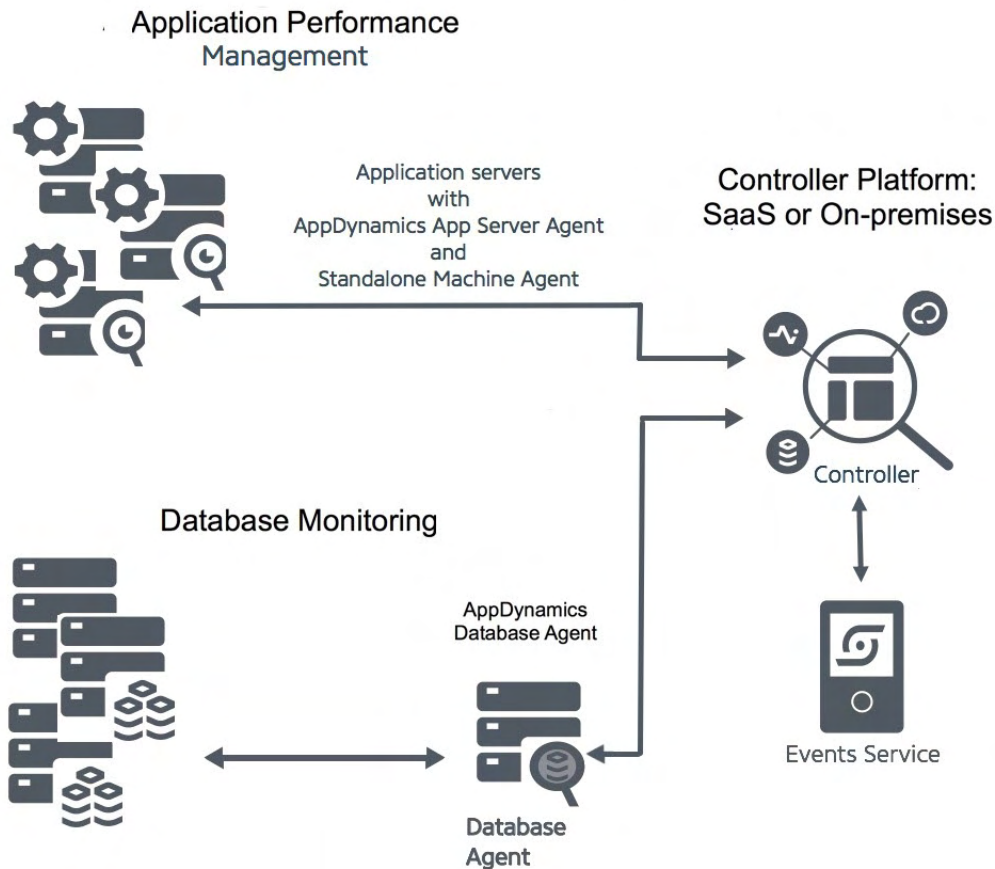 Application Performance
Management
Application servers
with
AppDynamics App Server Agent
and
Standalone Machine Agent
Controller Platform:
SaaS or On-premises
Controller
Database Monitoring
AppDynamics
Database Agent
Events Service
Database
Agent